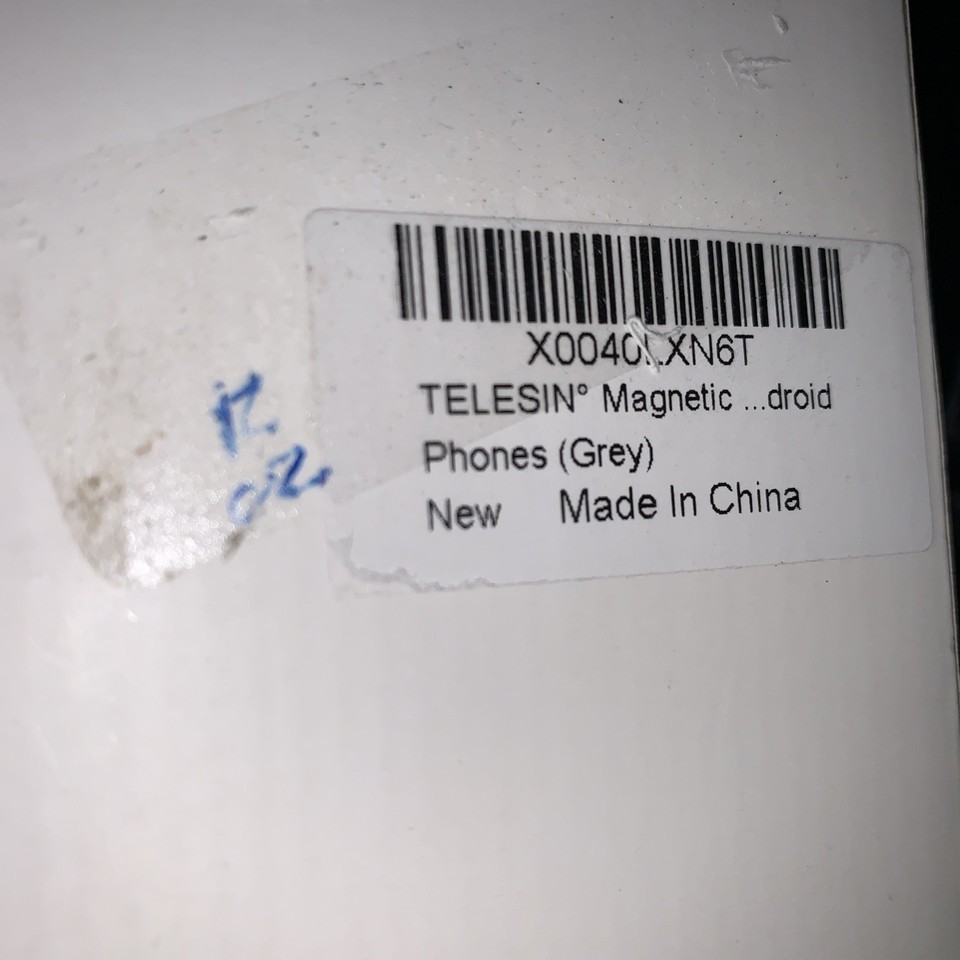 TELESIN° Magnetic ...droid
Phones (Grey)
New Made In China